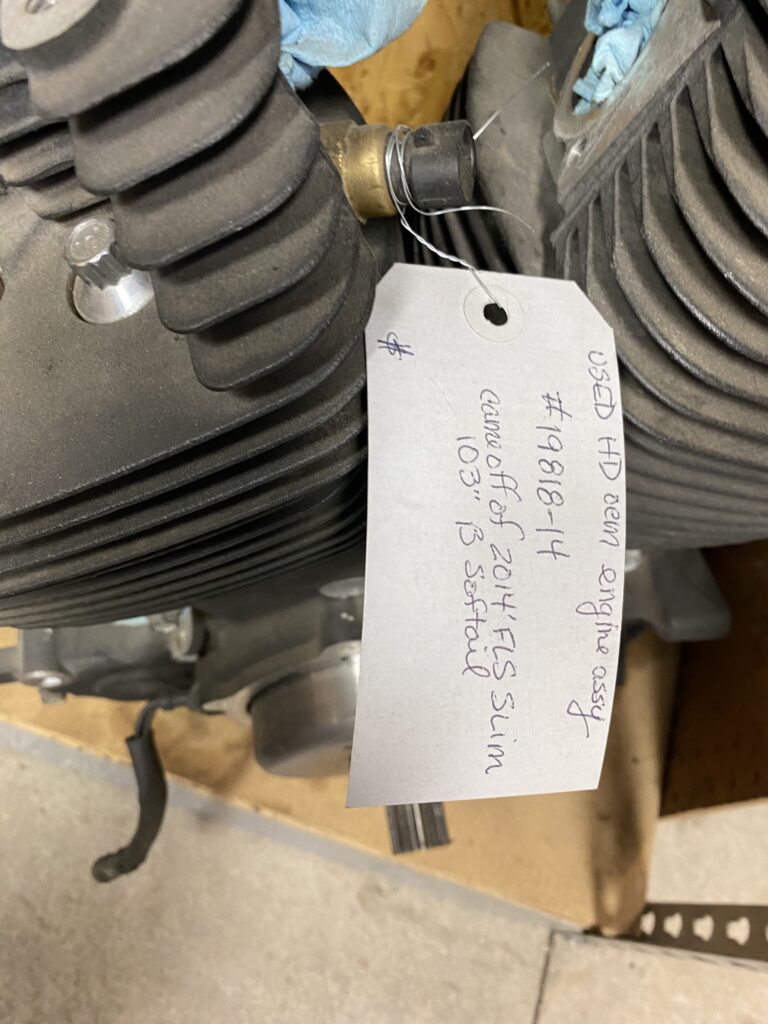 USED HD oem engine assy
#19818-14
came off of 2014' FLS SLim
103" B Softail
$